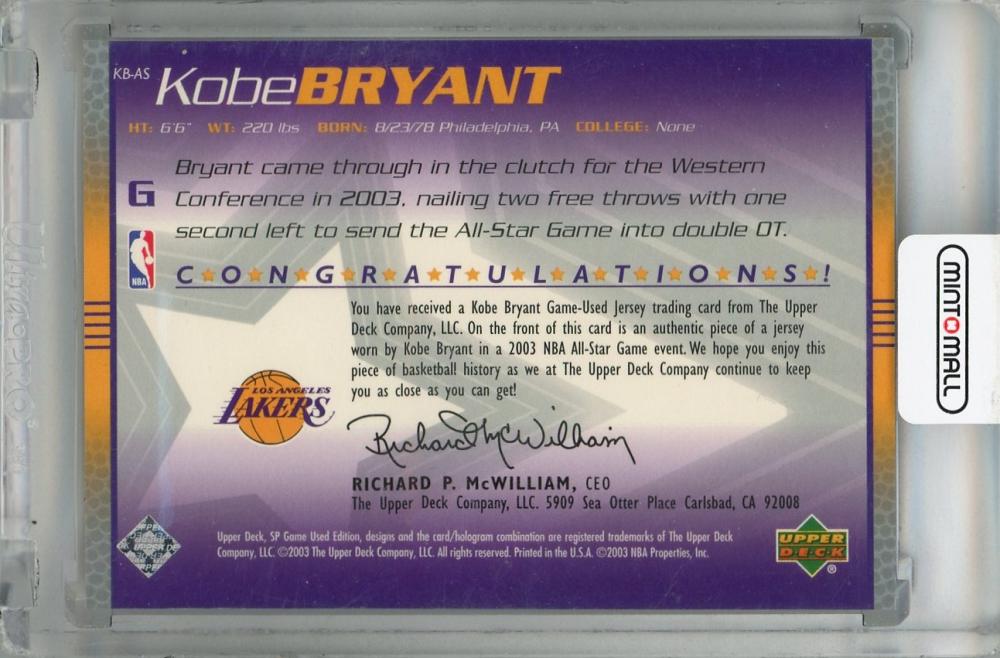 KB-AS
KobeBRYANT
HT: 6'6" WT: 220 lbs BORN: 8/23/78 Philadelphia, PA COLLEGE: None
Bryant came through in the clutch for the Western
G
Conference in 2003, nailing two free throws with one
second left to send the All-Star Game into double OT.
NBA
C★O★N★G★R★A★T★U★L★A★T★I★O★N★S★!
You have received a Kobe Bryant Game-Used Jersey trading card from The Upper
Deck Company, LLC. On the front of this card is an authentic piece of a jersey
worn by Kobe Bryant in a 2003 NBA All-Star Game event. We hope you enjoy this
piece of basketball history as we at The Upper Deck Company continue to keep
you as close as you can get!
LOS ANGELES
LAKERS
Richard McWilliam
RICHARD P. McWILLIAM, CEO
The Upper Deck Company, LLC. 5909 Sea Otter Place Carlsbad, CA 92008
Upper Deck, SP Game Used Edition, designs and the card/hologram combination are registered trademarks of The Upper Deck
Company, LLC. ©2003 The Upper Deck Company, LLC. All rights reserved. Printed in the U.S.A. ©2003 NBA Properties, Inc.
UPPER
DECK
®
MINTOMALL